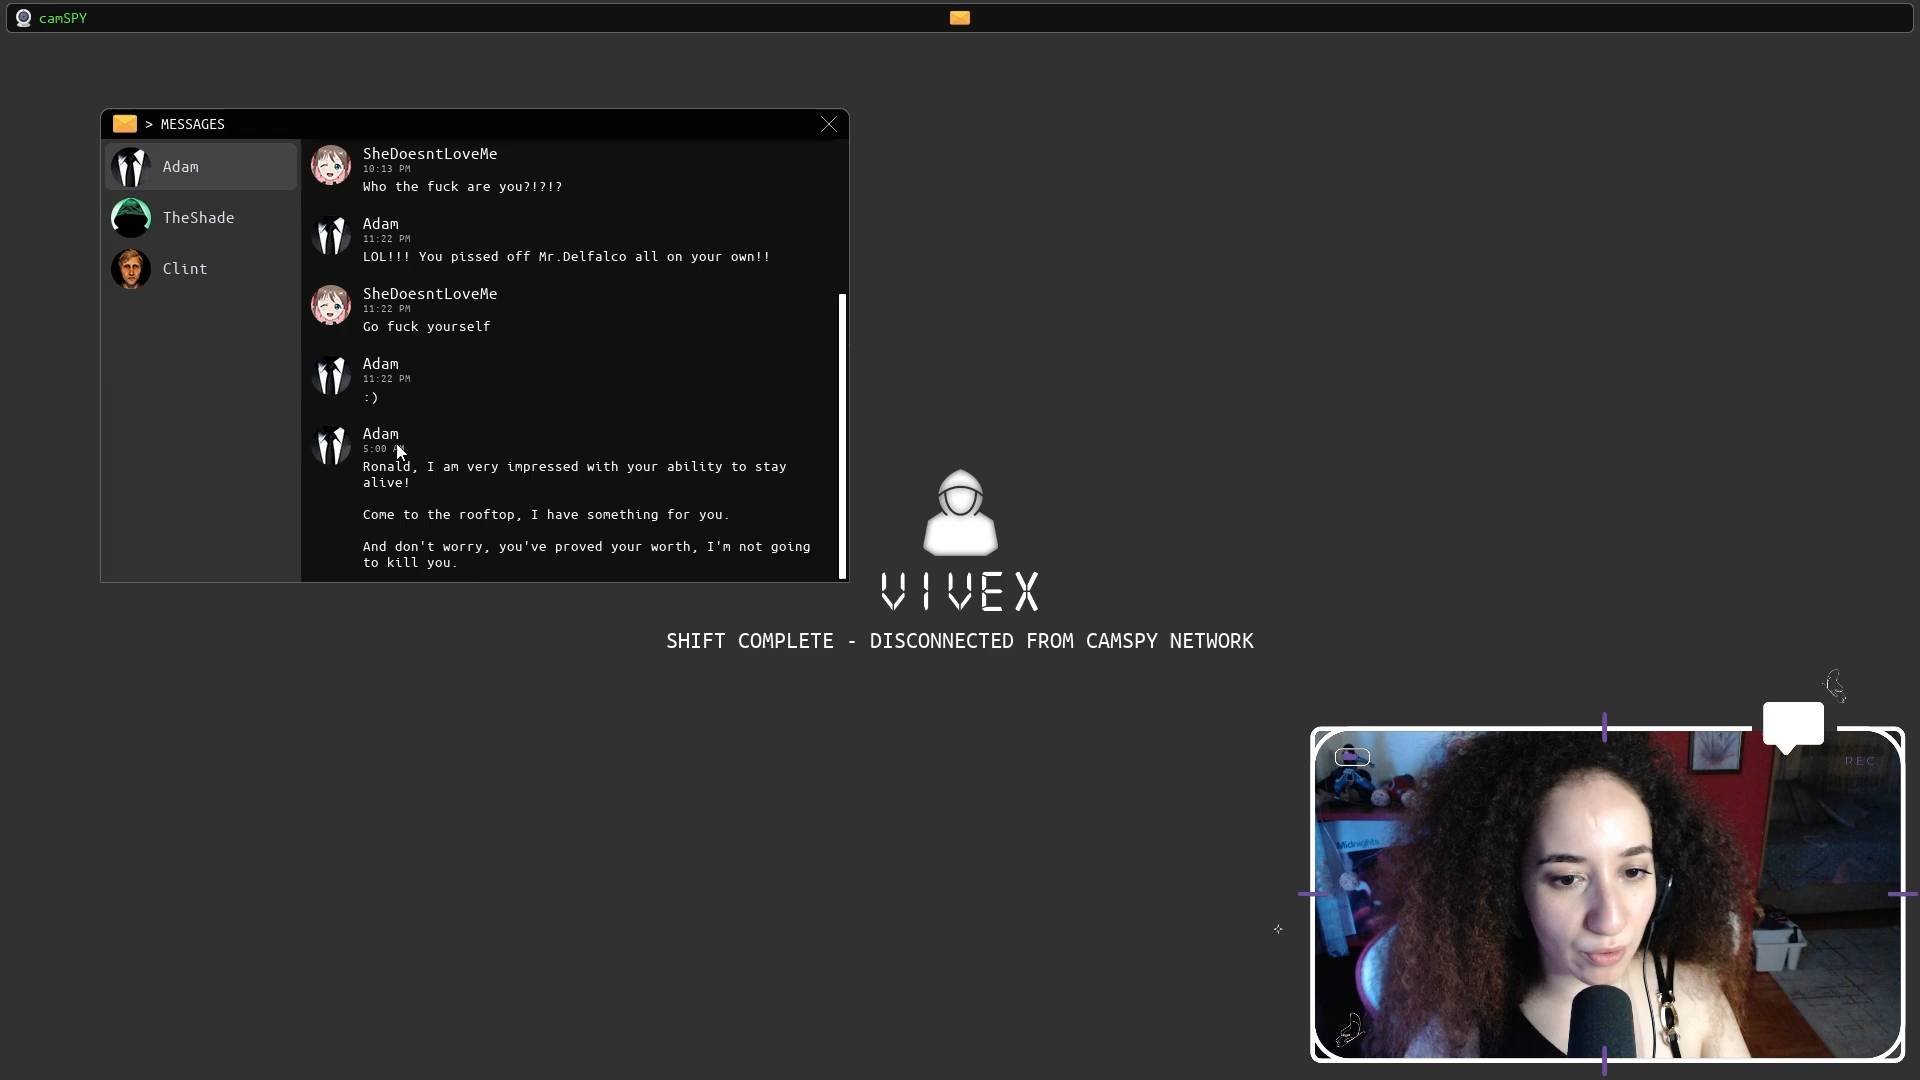 camSPY
> MESSAGES
Adam
TheShade
Clint
SheDoesntLoveMe
10:13 PM
Who the fuck are you?!?!?
Adam
11:22 PM
LOL!!! You pissed off Mr.Delfalco all on your own!!
SheDoesntLoveMe
11:22 PM
Go fuck yourself
Adam
11:22 PM
:)
Adam
5:00
Ronald, I am very impressed with your ability to stay
alive!
Come to the rooftop, I have something for you.
And don't worry, you've proved your worth, I'm not going
to kill you.
VIVEX
SHIFT COMPLETE - DISCONNECTED FROM CAMSPY NETWORK
REC
Midnights